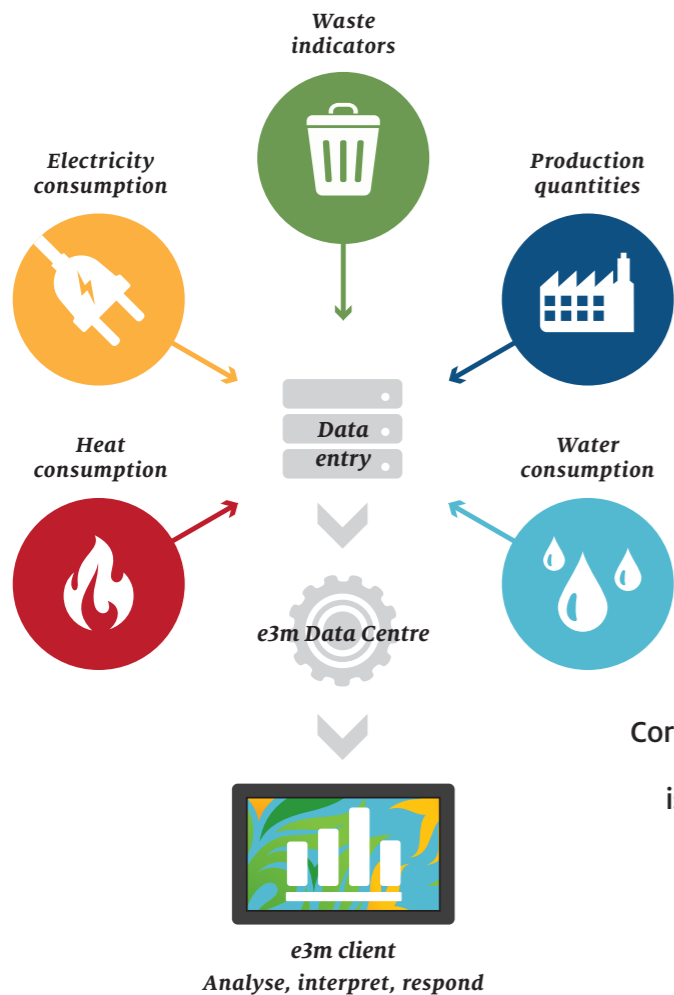 Waste
indicators
Electricity
consumption
Production
quantities
Data
entry
Heat
consumption
Water
consumption
e3m Data Centre
e3m client
Analyse, interpret, respond